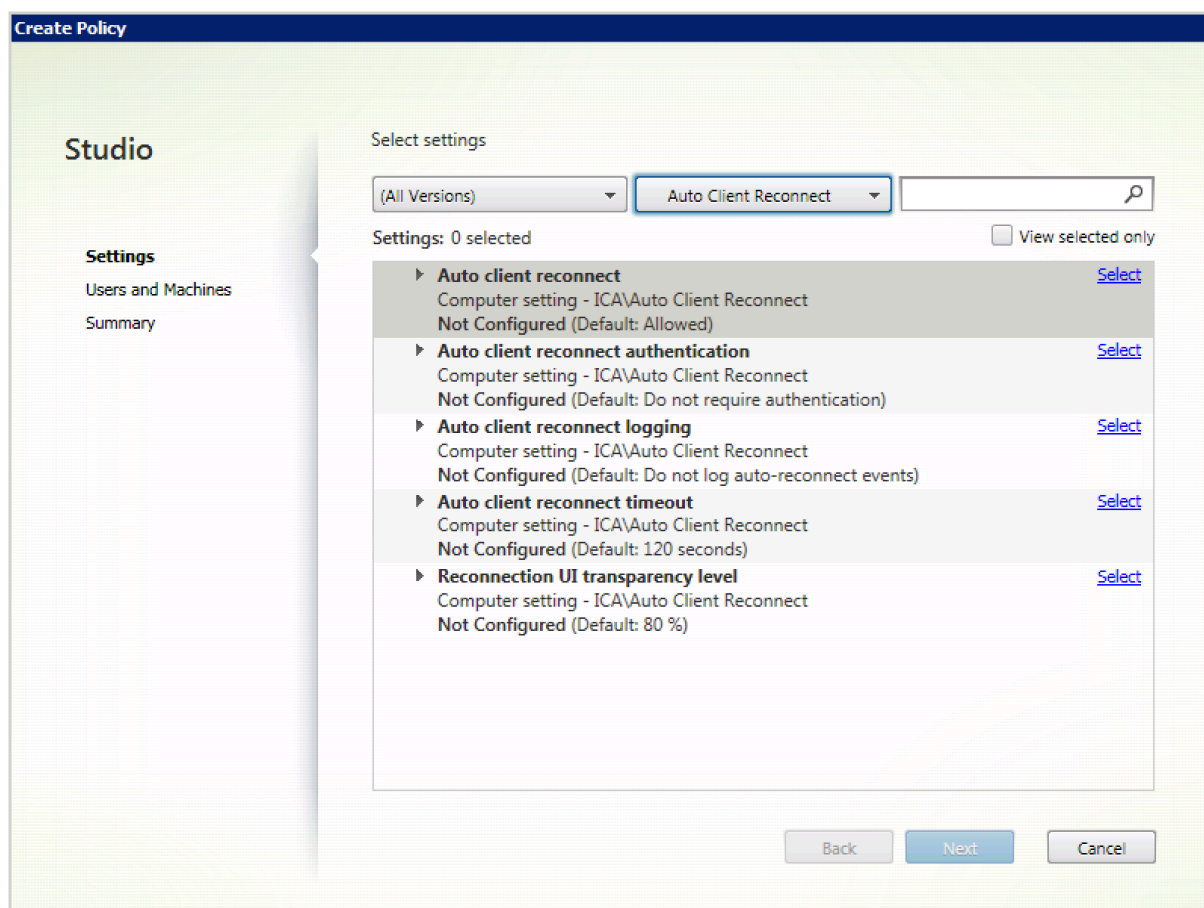 Create Policy
Studio
Settings
Users and Machines
Summary
Select settings
(All Versions)
Auto Client Reconnect
Settings: 0 selected
View selected only
Auto client reconnect
Select
Computer setting - ICA\Auto Client Reconnect
Not Configured (Default: Allowed)
Auto client reconnect authentication
Select
Computer setting - ICA\Auto Client Reconnect
Not Configured (Default: Do not require authentication)
Auto client reconnect logging
Select
Computer setting - ICA\Auto Client Reconnect
Not Configured (Default: Do not log auto-reconnect events)
Auto client reconnect timeout
Select
Computer setting - ICA\Auto Client Reconnect
Not Configured (Default: 120 seconds)
Reconnection UI transparency level
Select
Computer setting - ICA\Auto Client Reconnect
Not Configured (Default: 80 %)
Back
Next
Cancel